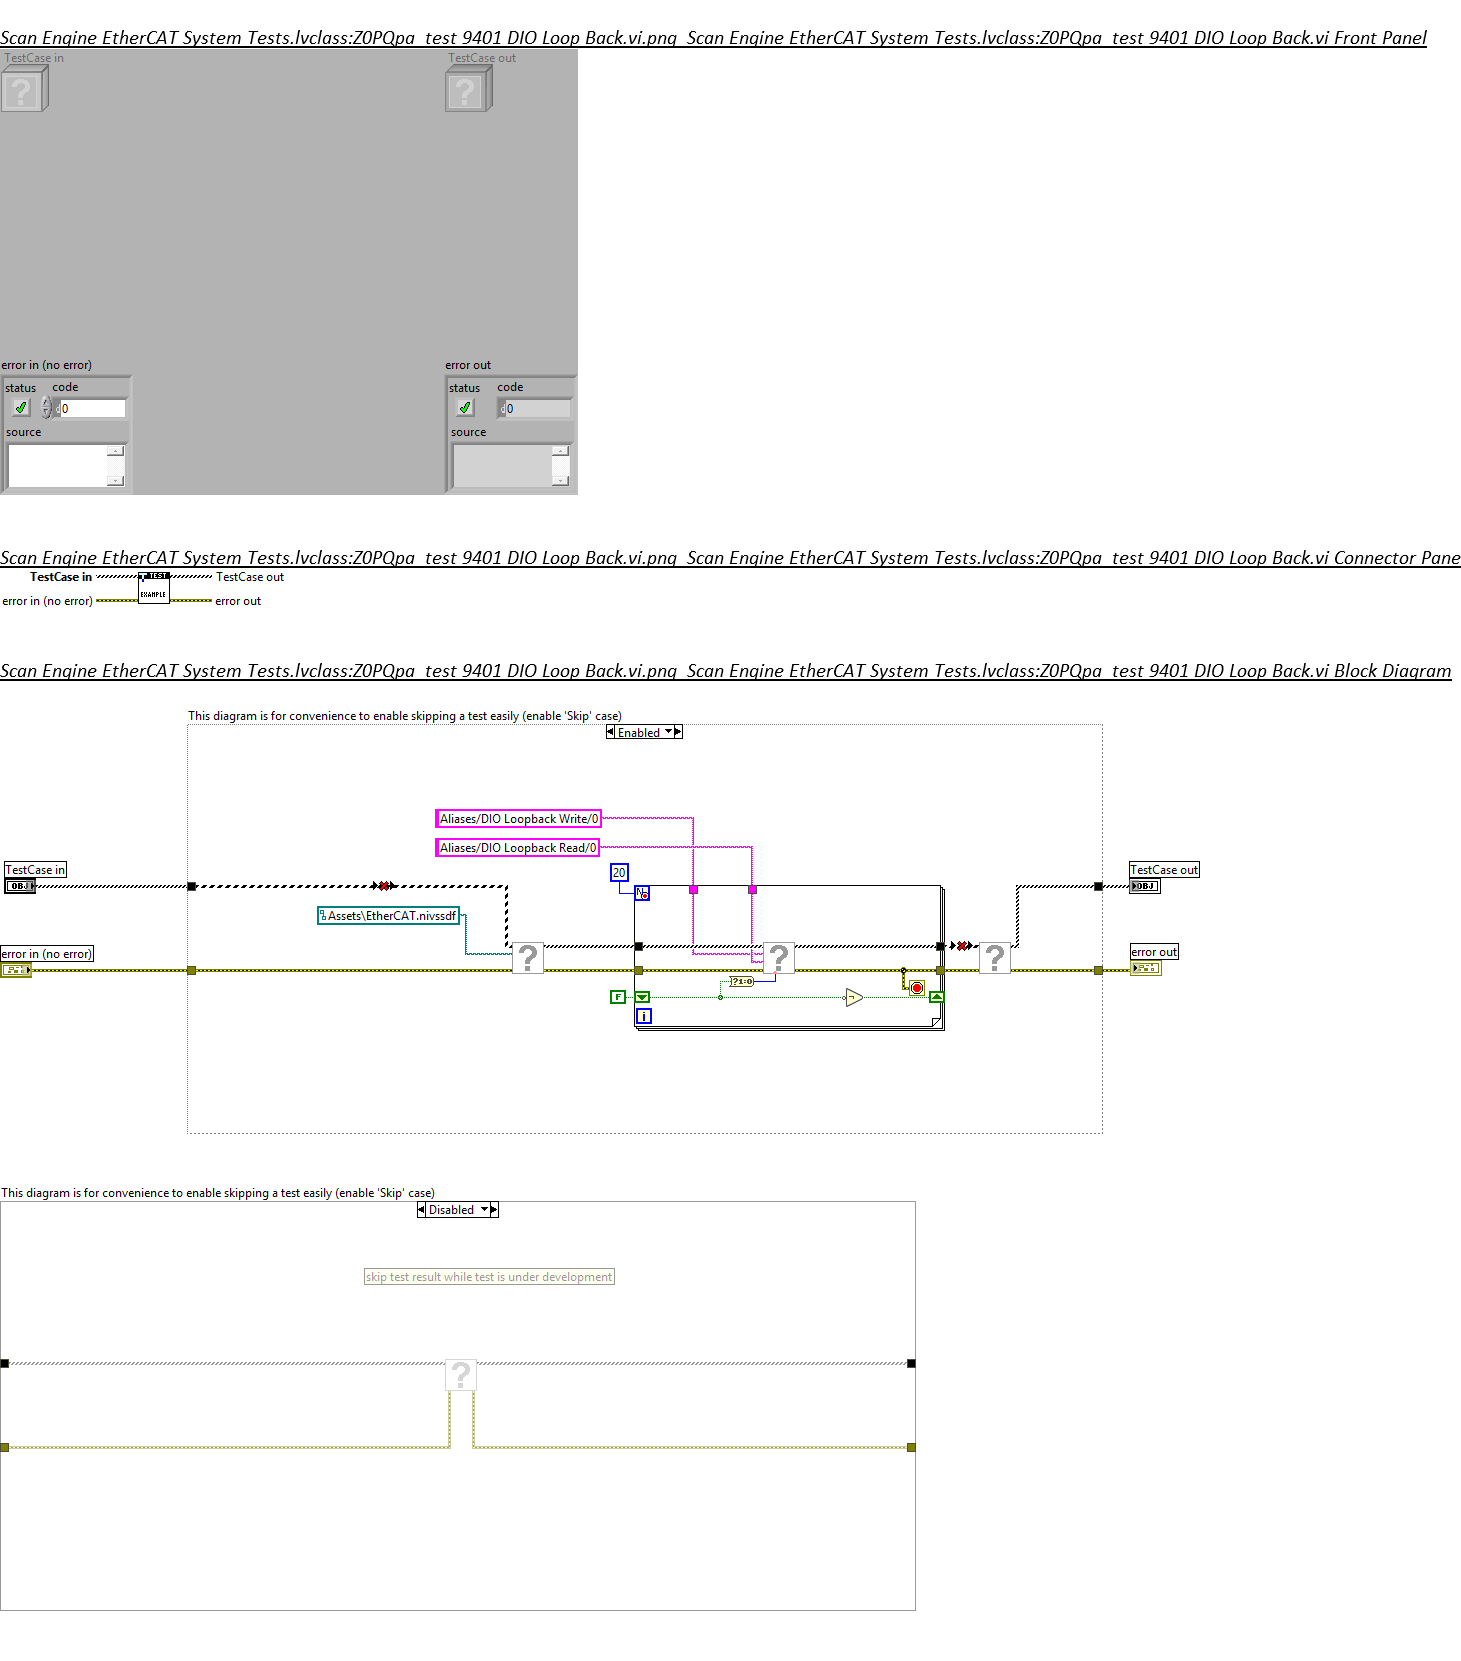 Scan Engine EtherCAT System Tests.lvclass:Z0PQpa_test 9401 DIO Loop Back.vi.png_Scan Engine EtherCAT System Tests.lvclass:Z0PQpa_test 9401 DIO Loop Back.vi Front Panel
TestCase in TestCase out
? ?
error in (no error) error out
status code status code
d0 d0
source source
Scan Engine EtherCAT System Tests.lvclass:Z0PQpa_test 9401 DIO Loop Back.vi.png_Scan Engine EtherCAT System Tests.lvclass:Z0PQpa_test 9401 DIO Loop Back.vi Connector Pane
TestCase in TEST TestCase out
error in (no error) EXAMPLE error out
Scan Engine EtherCAT System Tests.lvclass:Z0PQpa_test 9401 DIO Loop Back.vi.png_Scan Engine EtherCAT System Tests.lvclass:Z0PQpa_test 9401 DIO Loop Back.vi Block Diagram
This diagram is for convenience to enable skipping a test easily (enable 'Skip' case)
Enabled
Aliases/DIO Loopback Write/0
Aliases/DIO Loopback Read/0
TestCase in 20 TestCase out
OBJ N OBJ
Assets\EtherCAT.nivssdf
error in (no error) ? ? ? error out
?1:0
F
i
This diagram is for convenience to enable skipping a test easily (enable 'Skip' case)
Disabled
skip test result while test is under development
?